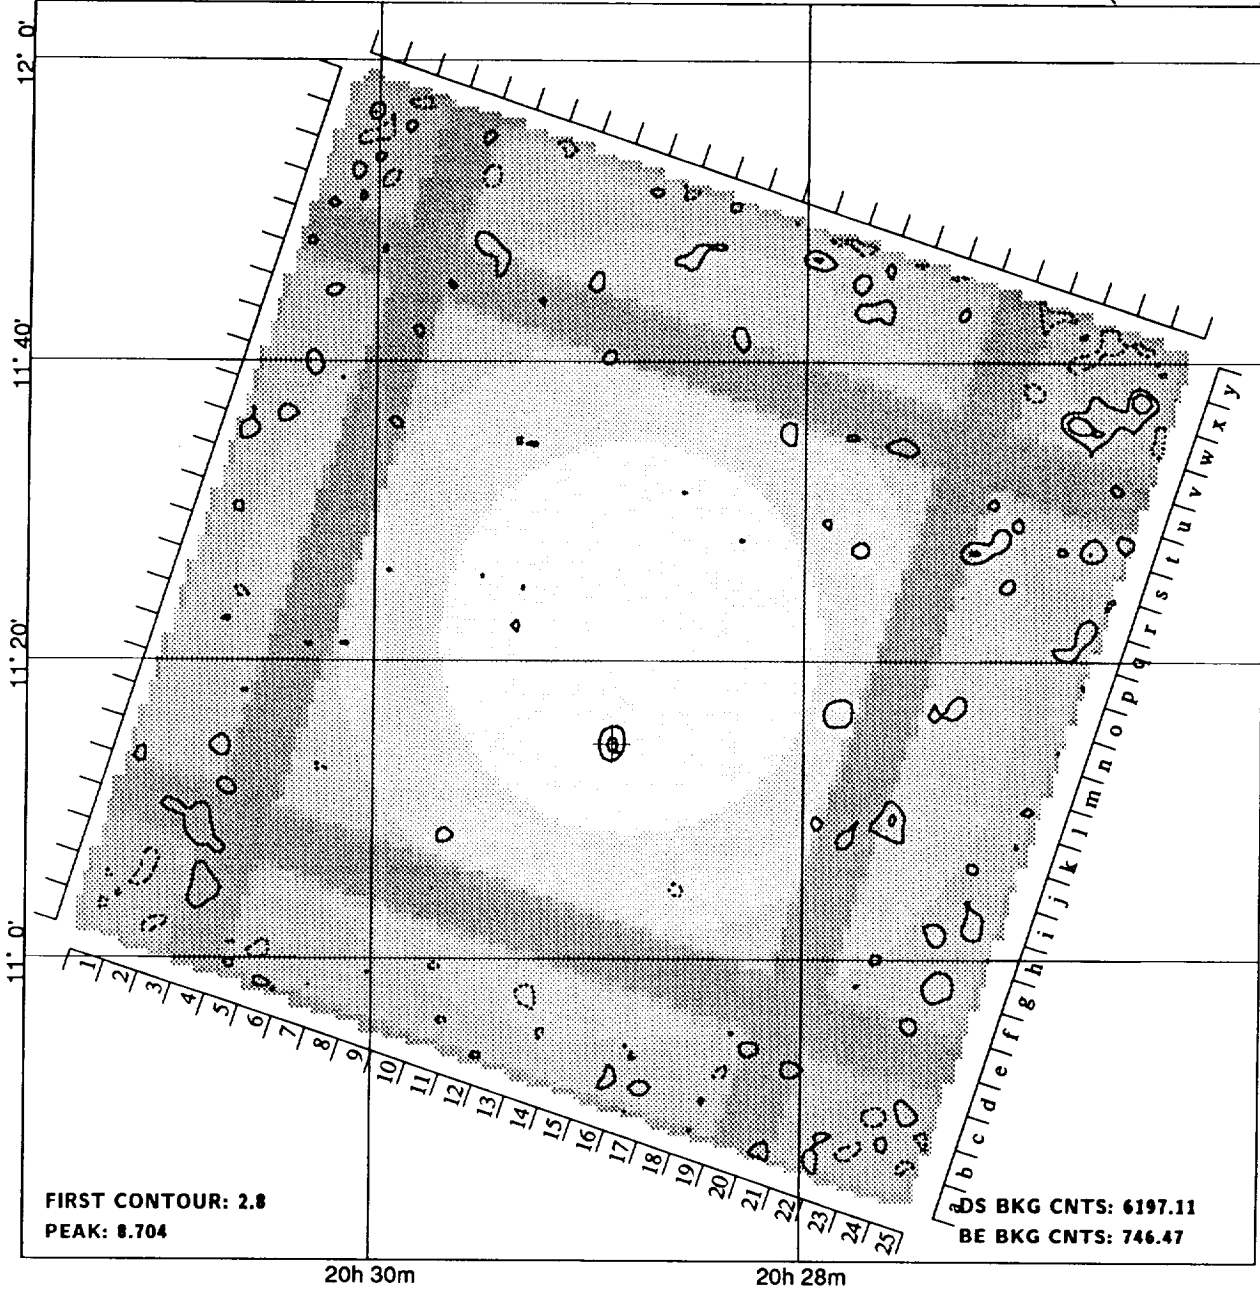 12° 0'
11° 40'
11° 20'
11° 0'
y
x
w
v
u
t
s
r
q
p
o
n
m
l
k
j
i
h
g
f
e
d
c
b
a
1 2 3 4 5 6 7 8 9 10 11 12 13 14 15 16 17 18 19 20 21 22 23 24 25
FIRST CONTOUR: 2.8
PEAK: 8.704
DS BKG CNTS: 6197.11
BE BKG CNTS: 746.47
20h 30m
20h 28m